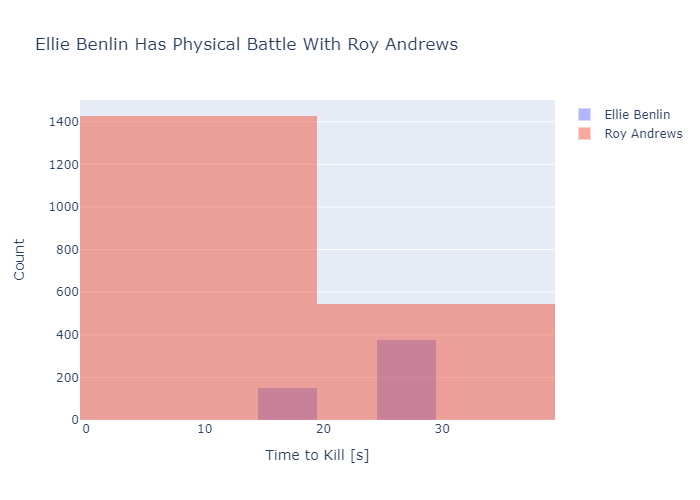 Ellie Benlin Has Physical Battle With Roy Andrews
Ellie Benlin
Roy Andrews
Count
1400
1200
1000
800
600
400
200
0
0 10 20 30
Time to Kill [s]